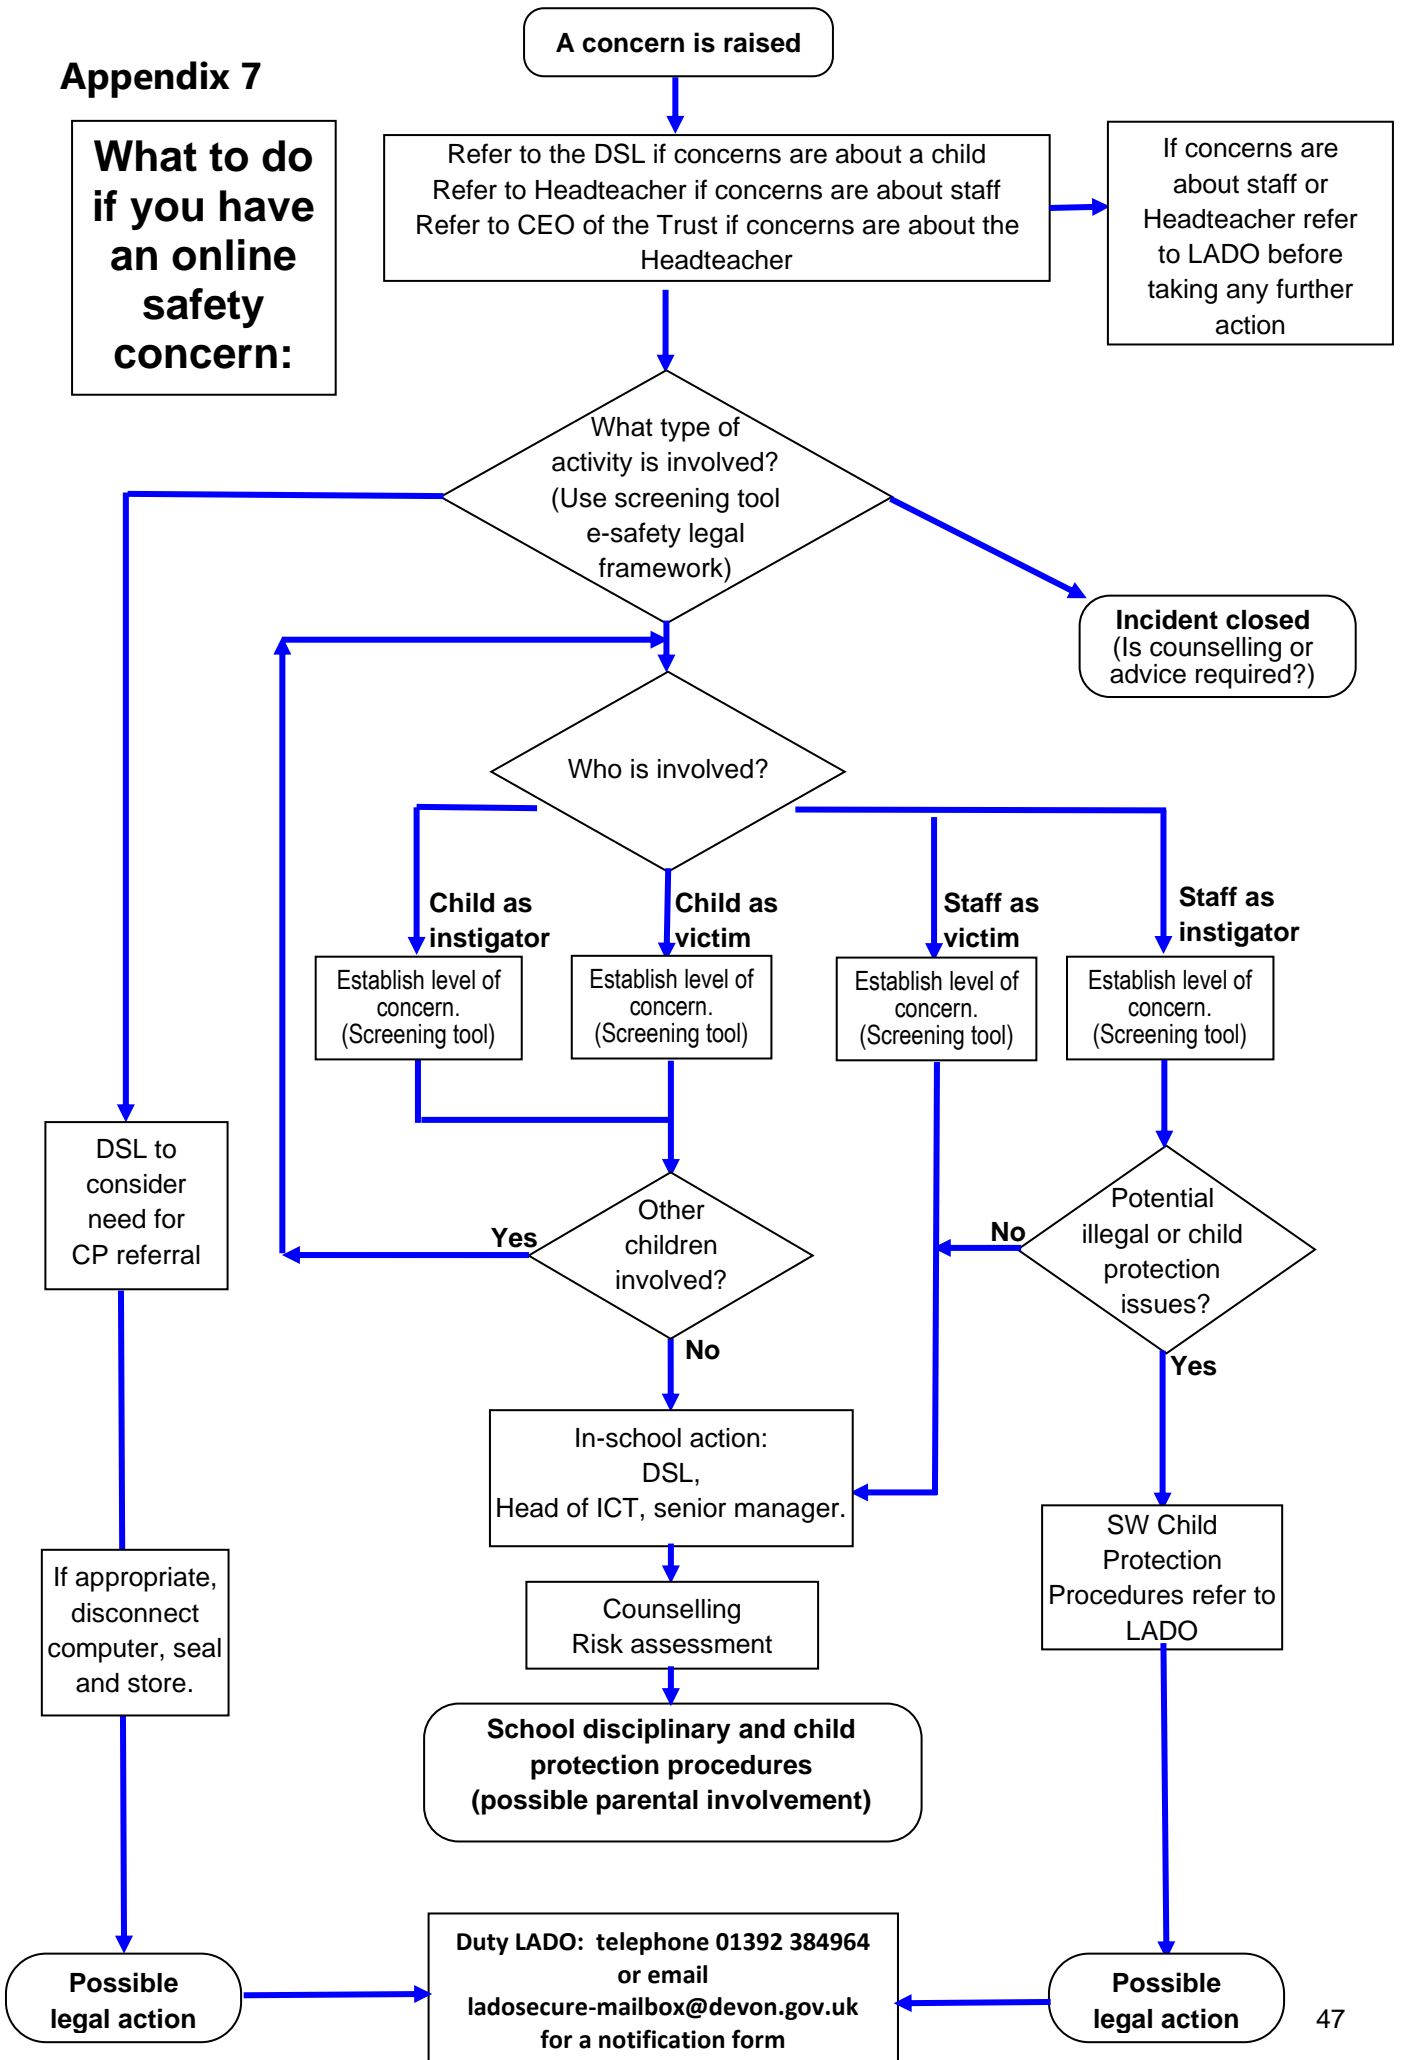 A concern is raised
Appendix 7
What to do
if you have
an online
safety
concern:
Refer to the DSL if concerns are about a child
Refer to Headteacher if concerns are about staff
Refer to CEO of the Trust if concerns are about the
Headteacher
If concerns are
about staff or
Headteacher refer
to LADO before
taking any further
action
What type of
activity is involved?
(Use screening tool
e-safety legal
framework)
Incident closed
(Is counselling or
advice required?)
Who is involved?
Child as
instigator
Child as
victim
Staff as
victim
Staff as
instigator
Establish level of
concern.
(Screening tool)
Establish level of
concern.
(Screening tool)
Establish level of
concern.
(Screening tool)
Establish level of
concern.
(Screening tool)
DSL to
consider
need for
CP referral
Yes
Other
children
involved?
No
No
Potential
illegal or child
protection
issues?
Yes
In-school action:
DSL,
Head of ICT, senior manager.
SW Child
Protection
Procedures refer to
LADO
If appropriate,
disconnect
computer, seal
and store.
Counselling
Risk assessment
School disciplinary and child
protection procedures
(possible parental involvement)
Possible
legal action
Duty LADO: telephone 01392 384964
or email
ladosecure-mailbox@devon.gov.uk
for a notification form
Possible
legal action
47